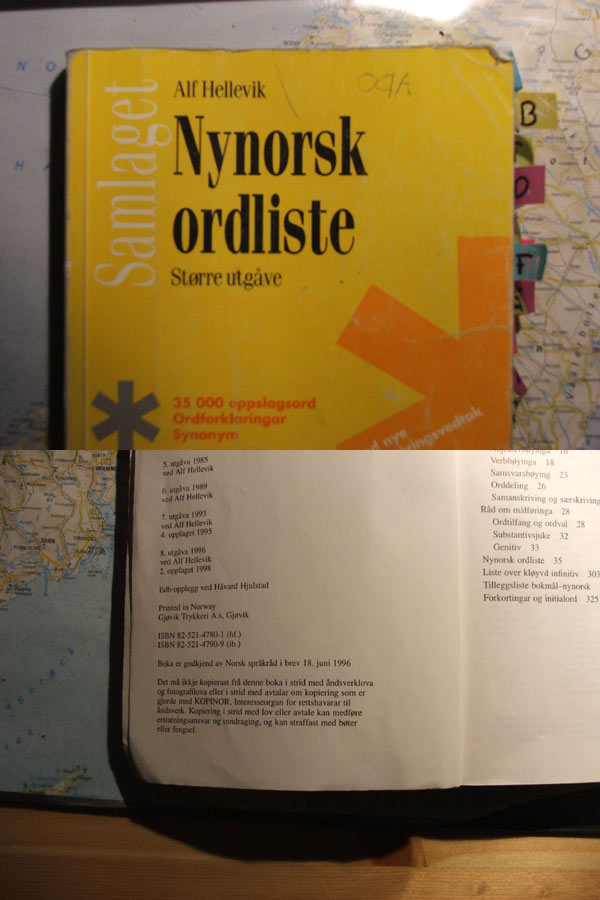 Samlaget
Alf Hellevik
Nynorsk
ordliste
Større utgåve
35 000 oppslagsord
Ordforklaringar
Synonym
nye
B
O
F
5. utgåva 1985
ved Alf Hellevik
6. utgåva 1989
ved Alf Hellevik
7. utgåva 1993
ved Alf Hellevik
4. opplaget 1995
8. utgåva 1996
ved Alf Hellevik
2. opplaget 1998
Edb-opplegg ved Håvard Hjulstad
Printed in Norway
Gjøvik Trykkeri A.s, Gjøvik
ISBN 82-521-4780-1 (hf.)
ISBN 82-521-4790-9 (ib.)
Boka er godkjend av Norsk språkråd i brev 18. juni 1996
Det må ikkje kopierast frå denne boka i strid med åndsverklova
og fotografilova eller i strid med avtalar om kopiering som er
gjorde med KOPINOR, Interesseorgan for rettshavarar til
åndsverk. Kopiering i strid med lov eller avtale kan medføre
erstatningsansvar og inndraging, og kan straffast med bøter
eller fengsel.
Verbbøyinga 18
Samsvarsbøying 23
Orddeling 26
Samanskriving og særskriving
Råd om målføringa 28
Ordtilfang og ordval 28
Substantivsjuke 32
Genitiv 33
Nynorsk ordliste 35
Liste over kløyvd infinitiv 303
Tilleggsliste bokmål-nynorsk
Forkortingar og initialord 325